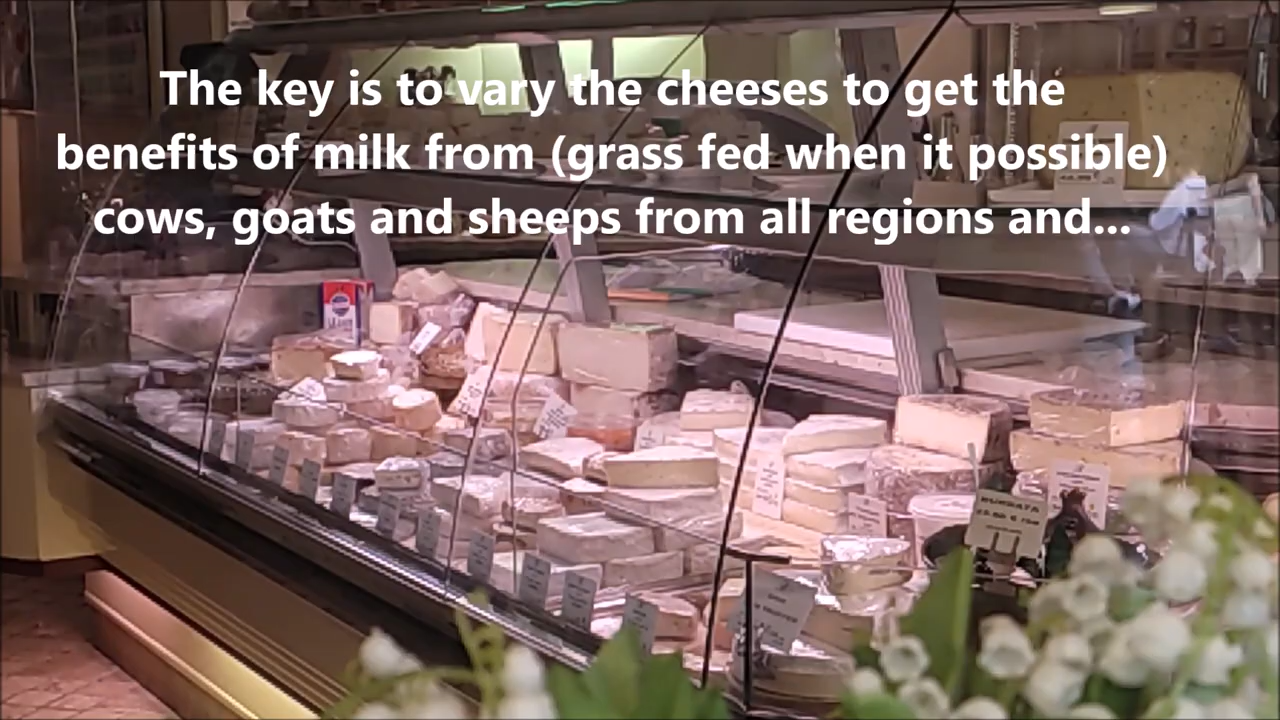 The key is to vary the cheeses to get the
benefits of milk from (grass fed when it possible)
cows, goats and sheeps from all regions and...
BURRATA